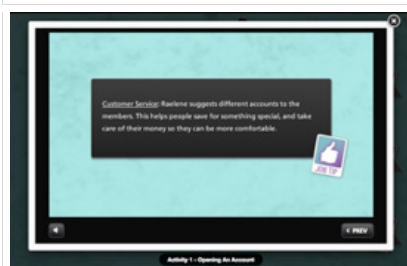 Customer Service: Raelene suggests different accounts to the
members. This helps people save for something special, and take
care of their money so they can be more comfortable.
JOB TIP
< PREV
Activity 1 - Opening An Account